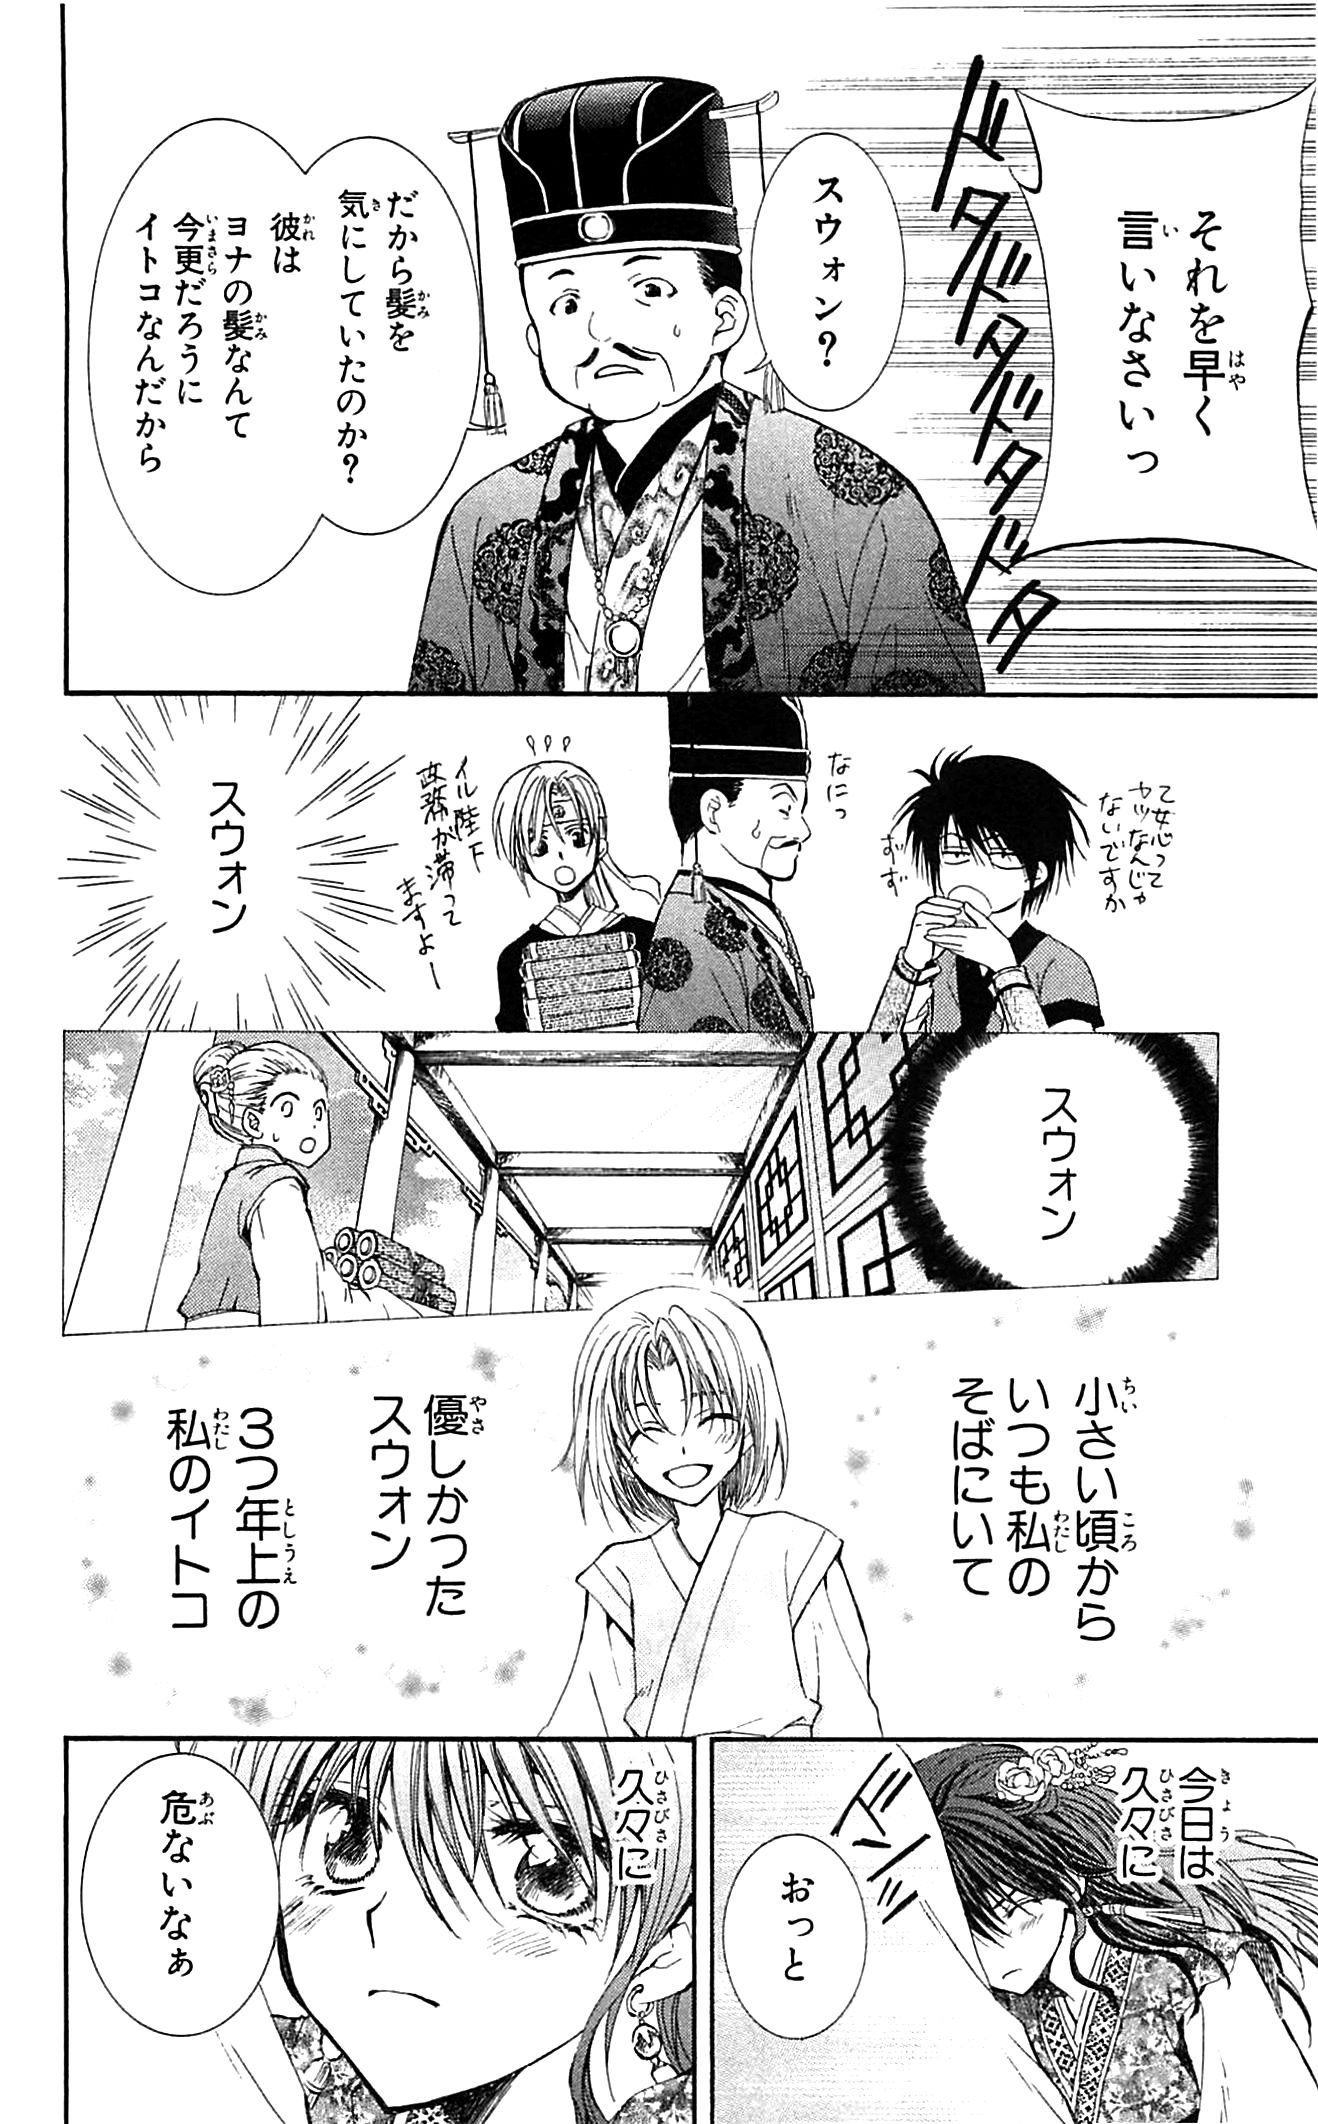 それを早く
言いなさいっ
ドタドタドタドタ
ドタドタ
スウォン？
だから髪を
気にしていたのか？
彼は
ヨナの髪なんて
今更だろうに
イトコなんだから
て女心って
ヤツなんじゃ
ないですか
ずず
なにっ
イル陛下
政務が滞って
ますよー
スウォン
スウォン
小さい頃から
いつも私の
そばにいて
優しかった
スウォン
3つ年上の
私のイトコ
今日は
久々に
ドンッ
おっと
久々に
危ないなぁ